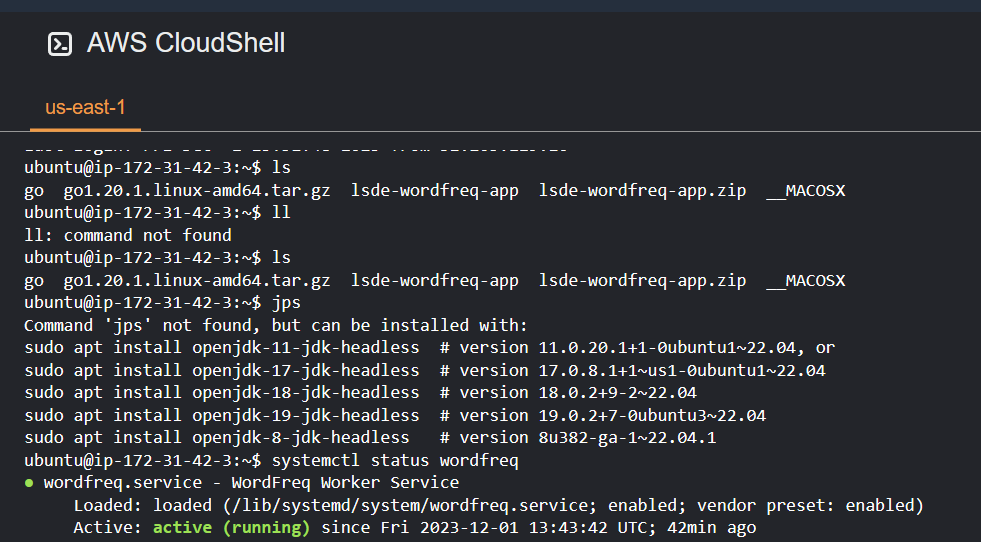 AWS CloudShell
us-east-1
ubuntu@ip-172-31-42-3:~$ ls
go  go1.20.1.linux-amd64.tar.gz  lsde-wordfreq-app  lsde-wordfreq-app.zip  __MACOSX
ubuntu@ip-172-31-42-3:~$ ll
ll: command not found
ubuntu@ip-172-31-42-3:~$ ls
go  go1.20.1.linux-amd64.tar.gz  lsde-wordfreq-app  lsde-wordfreq-app.zip  __MACOSX
ubuntu@ip-172-31-42-3:~$ jps
Command 'jps' not found, but can be installed with:
sudo apt install openjdk-11-jdk-headless  # version 11.0.20.1+1-0ubuntu1~22.04, or
sudo apt install openjdk-17-jdk-headless  # version 17.0.8.1+1~us1-0ubuntu1~22.04
sudo apt install openjdk-18-jdk-headless  # version 18.0.2+9-2~22.04
sudo apt install openjdk-19-jdk-headless  # version 19.0.2+7-0ubuntu3~22.04
sudo apt install openjdk-8-jdk-headless   # version 8u382-ga-1~22.04.1
ubuntu@ip-172-31-42-3:~$ systemctl status wordfreq
● wordfreq.service - WordFreq Worker Service
     Loaded: loaded (/lib/systemd/system/wordfreq.service; enabled; vendor preset: enabled)
     Active: active (running) since Fri 2023-12-01 13:43:42 UTC; 42min ago